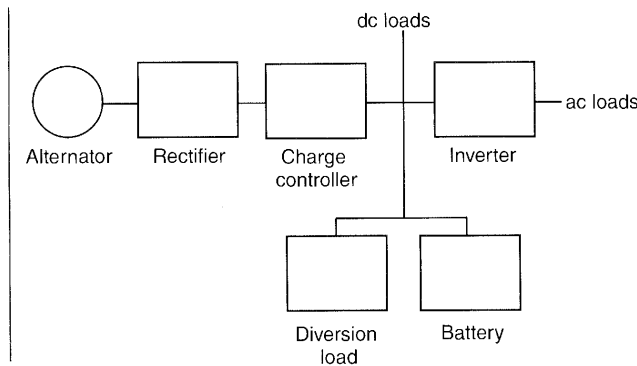 dc loads
ac loads
Alternator
Rectifier
Charge
controller
Inverter
Diversion
load
Battery